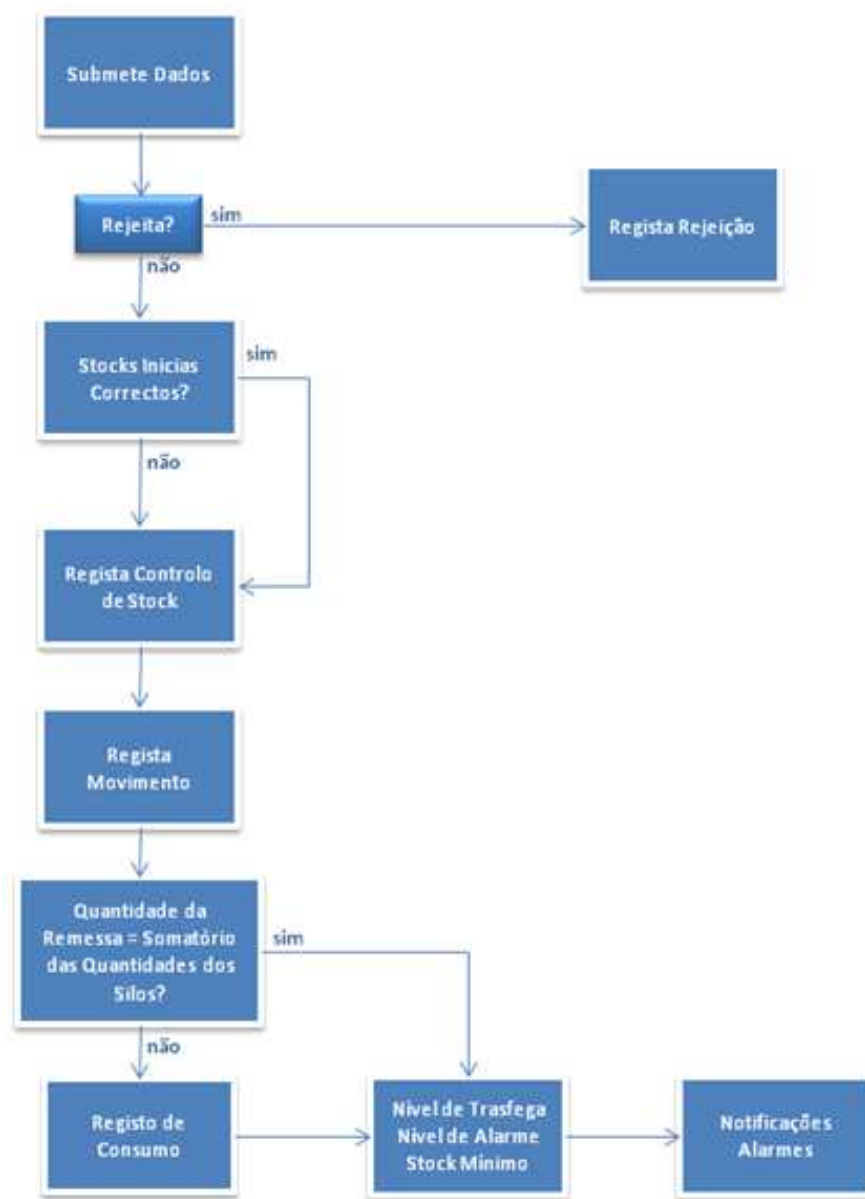 Submete Dados
Rejeita?
sim
Regista Rejeição
não
Stocks Inicias
Correctos?
sim
não
Regista Controlo
de Stock
Regista
Movimento
Quantidade da
Remessa = Somatório
das Quantidades dos
Silos?
sim
não
Registo de
Consumo
Nivel de Trasfega
Nivel de Alarme
Stock Mínimo
Notificações
Alarmes